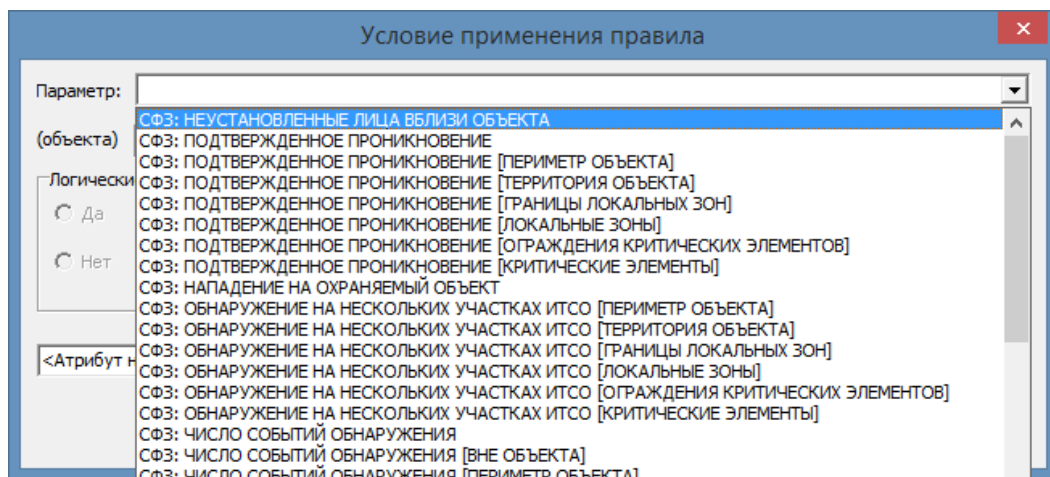 Условие применения правила
Параметр:
СФЗ: НЕУСТАНОВЛЕННЫЕ ЛИЦА ВБЛИЗИ ОБЪЕКТА
(объекта)
СФЗ: ПОДТВЕРЖДЕННОЕ ПРОНИКНОВЕНИЕ
СФЗ: ПОДТВЕРЖДЕННОЕ ПРОНИКНОВЕНИЕ [ПЕРИМЕТР ОБЪЕКТА]
СФЗ: ПОДТВЕРЖДЕННОЕ ПРОНИКНОВЕНИЕ [ТЕРРИТОРИЯ ОБЪЕКТА]
Логически
СФЗ: ПОДТВЕРЖДЕННОЕ ПРОНИКНОВЕНИЕ [ГРАНИЦЫ ЛОКАЛЬНЫХ ЗОН]
Да
СФЗ: ПОДТВЕРЖДЕННОЕ ПРОНИКНОВЕНИЕ [ЛОКАЛЬНЫЕ ЗОНЫ]
СФЗ: ПОДТВЕРЖДЕННОЕ ПРОНИКНОВЕНИЕ [ОГРАЖДЕНИЯ КРИТИЧЕСКИХ ЭЛЕМЕНТОВ]
Нет
СФЗ: ПОДТВЕРЖДЕННОЕ ПРОНИКНОВЕНИЕ [КРИТИЧЕСКИЕ ЭЛЕМЕНТЫ]
СФЗ: НАПАДЕНИЕ НА ОХРАНЯЕМЫЙ ОБЪЕКТ
СФЗ: ОБНАРУЖЕНИЕ НА НЕСКОЛЬКИХ УЧАСТКАХ ИТСО [ПЕРИМЕТР ОБЪЕКТА]
СФЗ: ОБНАРУЖЕНИЕ НА НЕСКОЛЬКИХ УЧАСТКАХ ИТСО [ТЕРРИТОРИЯ ОБЪЕКТА]
СФЗ: ОБНАРУЖЕНИЕ НА НЕСКОЛЬКИХ УЧАСТКАХ ИТСО [ГРАНИЦЫ ЛОКАЛЬНЫХ ЗОН]
<Атрибут н
СФЗ: ОБНАРУЖЕНИЕ НА НЕСКОЛЬКИХ УЧАСТКАХ ИТСО [ЛОКАЛЬНЫЕ ЗОНЫ]
СФЗ: ОБНАРУЖЕНИЕ НА НЕСКОЛЬКИХ УЧАСТКАХ ИТСО [ОГРАЖДЕНИЯ КРИТИЧЕСКИХ ЭЛЕМЕНТОВ]
СФЗ: ОБНАРУЖЕНИЕ НА НЕСКОЛЬКИХ УЧАСТКАХ ИТСО [КРИТИЧЕСКИЕ ЭЛЕМЕНТЫ]
СФЗ: ЧИСЛО СОБЫТИЙ ОБНАРУЖЕНИЯ
СФЗ: ЧИСЛО СОБЫТИЙ ОБНАРУЖЕНИЯ [ВНЕ ОБЪЕКТА]
СФЗ: ЧИСЛО СОБЫТИЙ ОБНАРУЖЕНИЯ [ПЕРИМЕТР ОБЪЕКТА]